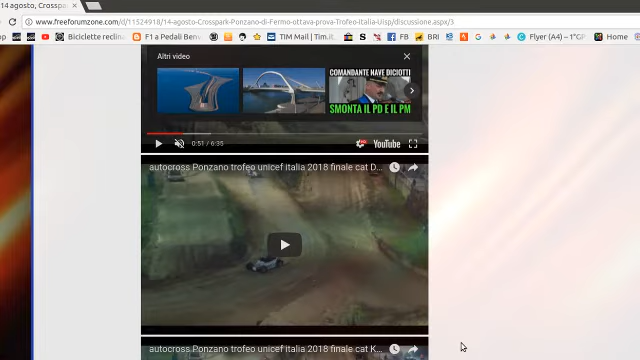 14 agosto, Crosspar
www.freeforumzone.com/d/11524918/14-agosto-Crosspark-Ponzano-di-Fermo-ottava-prova-Trofeo-Italia-Uisp/discussione.aspx/3
Biciclette reclina
F1 a Pedali Benv
TIM Mail | Tim.it
FB
BRI
Flyer (A4) – 1°GP
Home
Altri video
COMANDANTE NAVE DICIOTTI
SMONTA IL PD E IL PM
0:51 / 6:35
YouTube
autocross Ponzano trofeo unicef italia 2018 finale cat D...
autocross Ponzano trofeo unicef italia 2018 finale cat K...